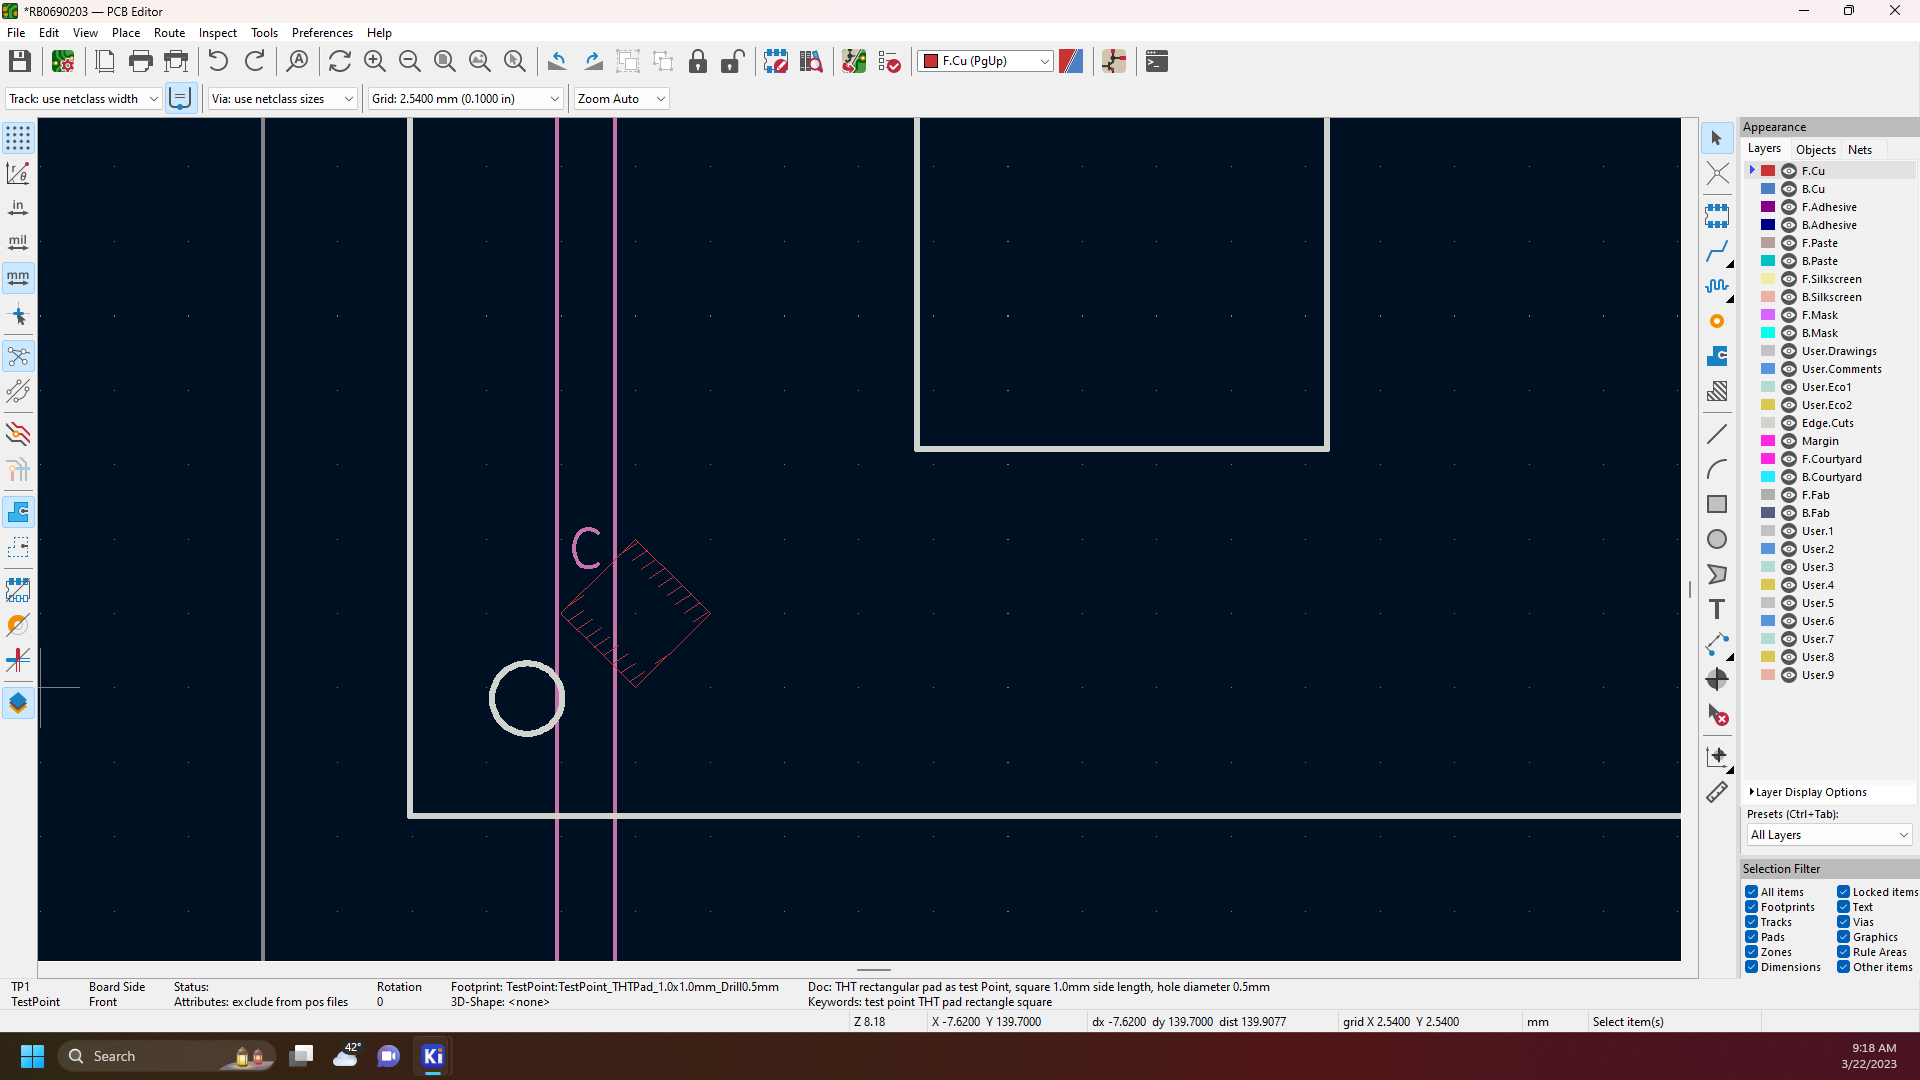 *RB0690203 — PCB Editor
File Edit View Place Route Inspect Tools Preferences Help
F.Cu (PgUp)
Track: use netclass width Via: use netclass sizes Grid: 2.5400 mm (0.1000 in) Zoom Auto
in
mil
mm
C
Appearance
Layers Objects Nets
F.Cu
B.Cu
F.Adhesive
B.Adhesive
F.Paste
B.Paste
F.Silkscreen
B.Silkscreen
F.Mask
B.Mask
User.Drawings
User.Comments
User.Eco1
User.Eco2
Edge.Cuts
Margin
F.Courtyard
B.Courtyard
F.Fab
B.Fab
User.1
User.2
User.3
User.4
User.5
User.6
User.7
User.8
User.9
Layer Display Options
Presets (Ctrl+Tab):
All Layers
Selection Filter
All items Locked items
Footprints Text
Tracks Vias
Pads Graphics
Zones Rule Areas
Dimensions Other items
TP1 Board Side Status: Rotation Footprint: TestPoint:TestPoint_THTPad_1.0x1.0mm_Drill0.5mm Doc: THT rectangular pad as test Point, square 1.0mm side length, hole diameter 0.5mm
TestPoint Front Attributes: exclude from pos files 0 3D-Shape: <none> Keywords: test point THT pad rectangle square
Z 8.18 X -7.6200 Y 139.7000 dx -7.6200 dy 139.7000 dist 139.9077 grid X 2.5400 Y 2.5400 mm Select item(s)
Search 42° Ki 9:18 AM
3/22/2023